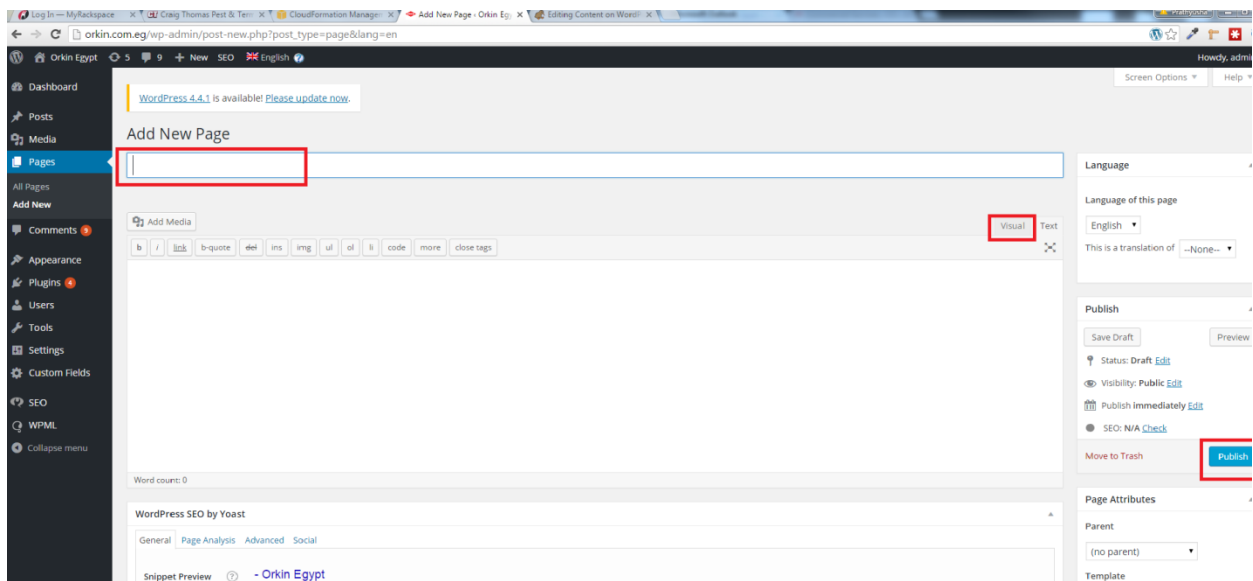 Log In — MyRackspace
Craig Thomas Pest & Term
CloudFormation Manager
Add New Page ‹ Orkin Eg
Editing Content on WordP
orkin.com.eg/wp-admin/post-new.php?post_type=page&lang=en
Orkin Egypt 5 9 + New SEO English
Howdy, admi
Screen Options
Help
Dashboard
WordPress 4.4.1 is available! Please update now.
Posts
Media
Pages
All Pages
Add New
Comments 9
Appearance
Plugins 4
Users
Tools
Settings
Custom Fields
SEO
WPML
Collapse menu
Add New Page
Add Media
Visual
Text
b i link b-quote del ins img ul ol li code more close tags
Word count: 0
WordPress SEO by Yoast
General Page Analysis Advanced Social
Snippet Preview - Orkin Egypt
Language
Language of this page
English
This is a translation of --None--
Publish
Save Draft
Preview
Status: Draft Edit
Visibility: Public Edit
Publish immediately Edit
SEO: N/A Check
Move to Trash
Publish
Page Attributes
Parent
(no parent)
Template